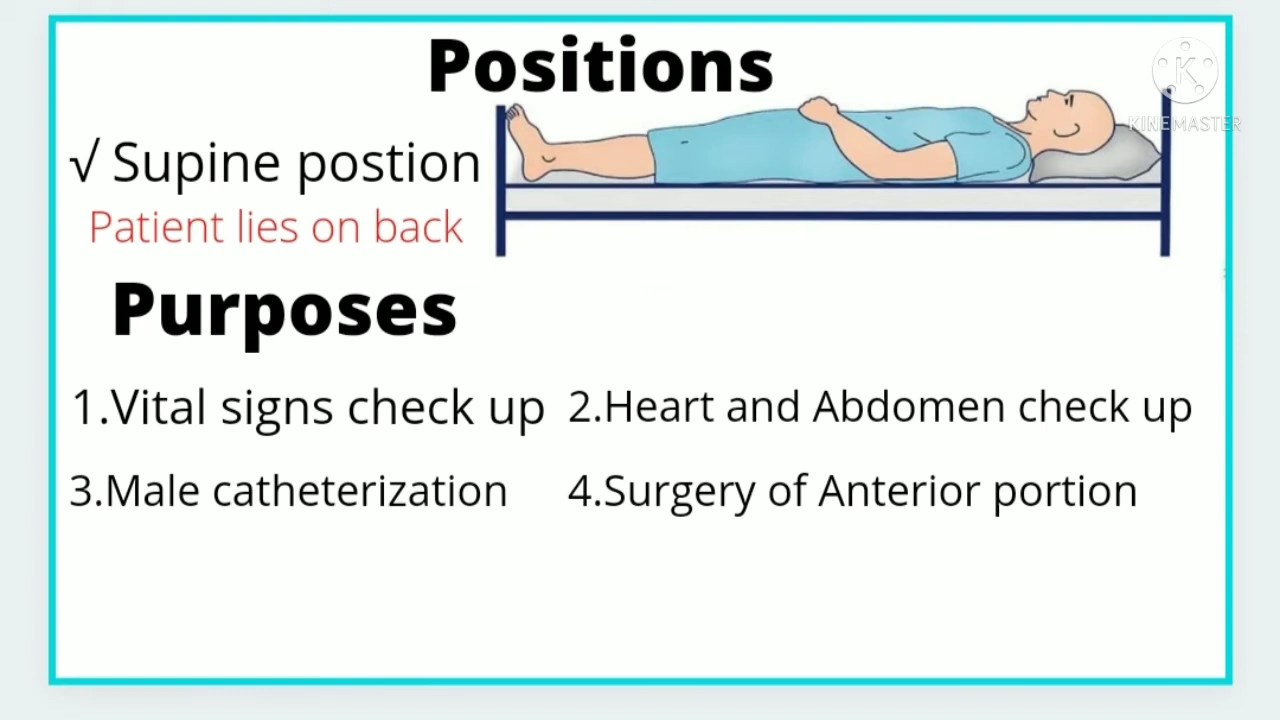 Positions
K
KINEMASTER
√ Supine postion
Patient lies on back
Purposes
1.Vital signs check up 2.Heart and Abdomen check up
3.Male catheterization 4.Surgery of Anterior portion